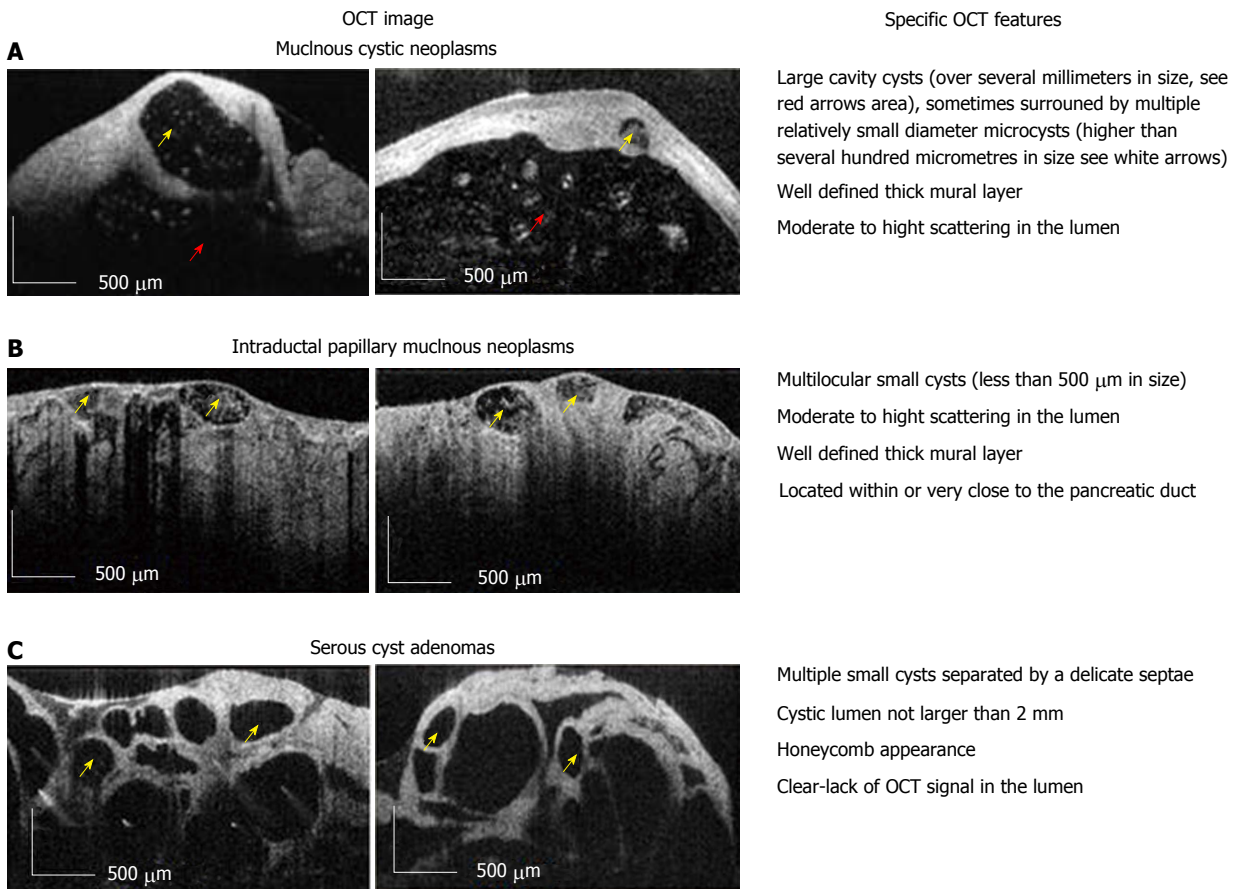 OCT image
Specific OCT features
A
Muclnous cystic neoplasms
500 μm
500 μm
Large cavity cysts (over several millimeters in size, see
red arrows area), sometimes surrouned by multiple
relatively small diameter microcysts (higher than
several hundred micrometres in size see white arrows)
Well defined thick mural layer
Moderate to hight scattering in the lumen
B
Intraductal papillary muclnous neoplasms
500 μm
500 μm
Multilocular small cysts (less than 500 μm in size)
Moderate to hight scattering in the lumen
Well defined thick mural layer
Located within or very close to the pancreatic duct
C
Serous cyst adenomas
500 μm
500 μm
Multiple small cysts separated by a delicate septae
Cystic lumen not larger than 2 mm
Honeycomb appearance
Clear-lack of OCT signal in the lumen